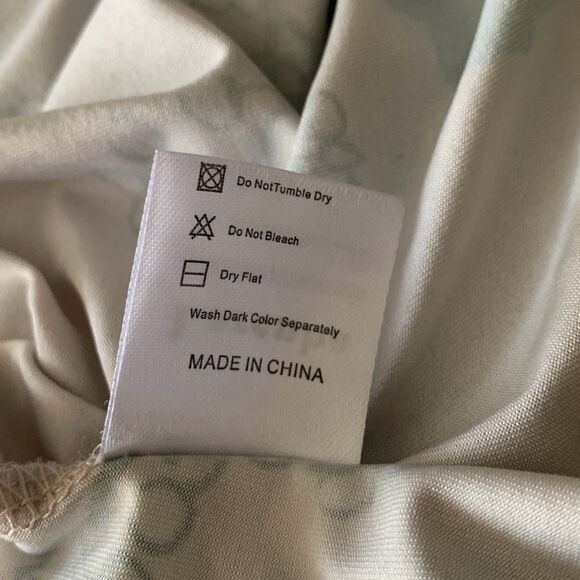 Do NotTumble Dry
Do Not Bleach
Dry Flat
Wash Dark Color Separately
MADE IN CHINA